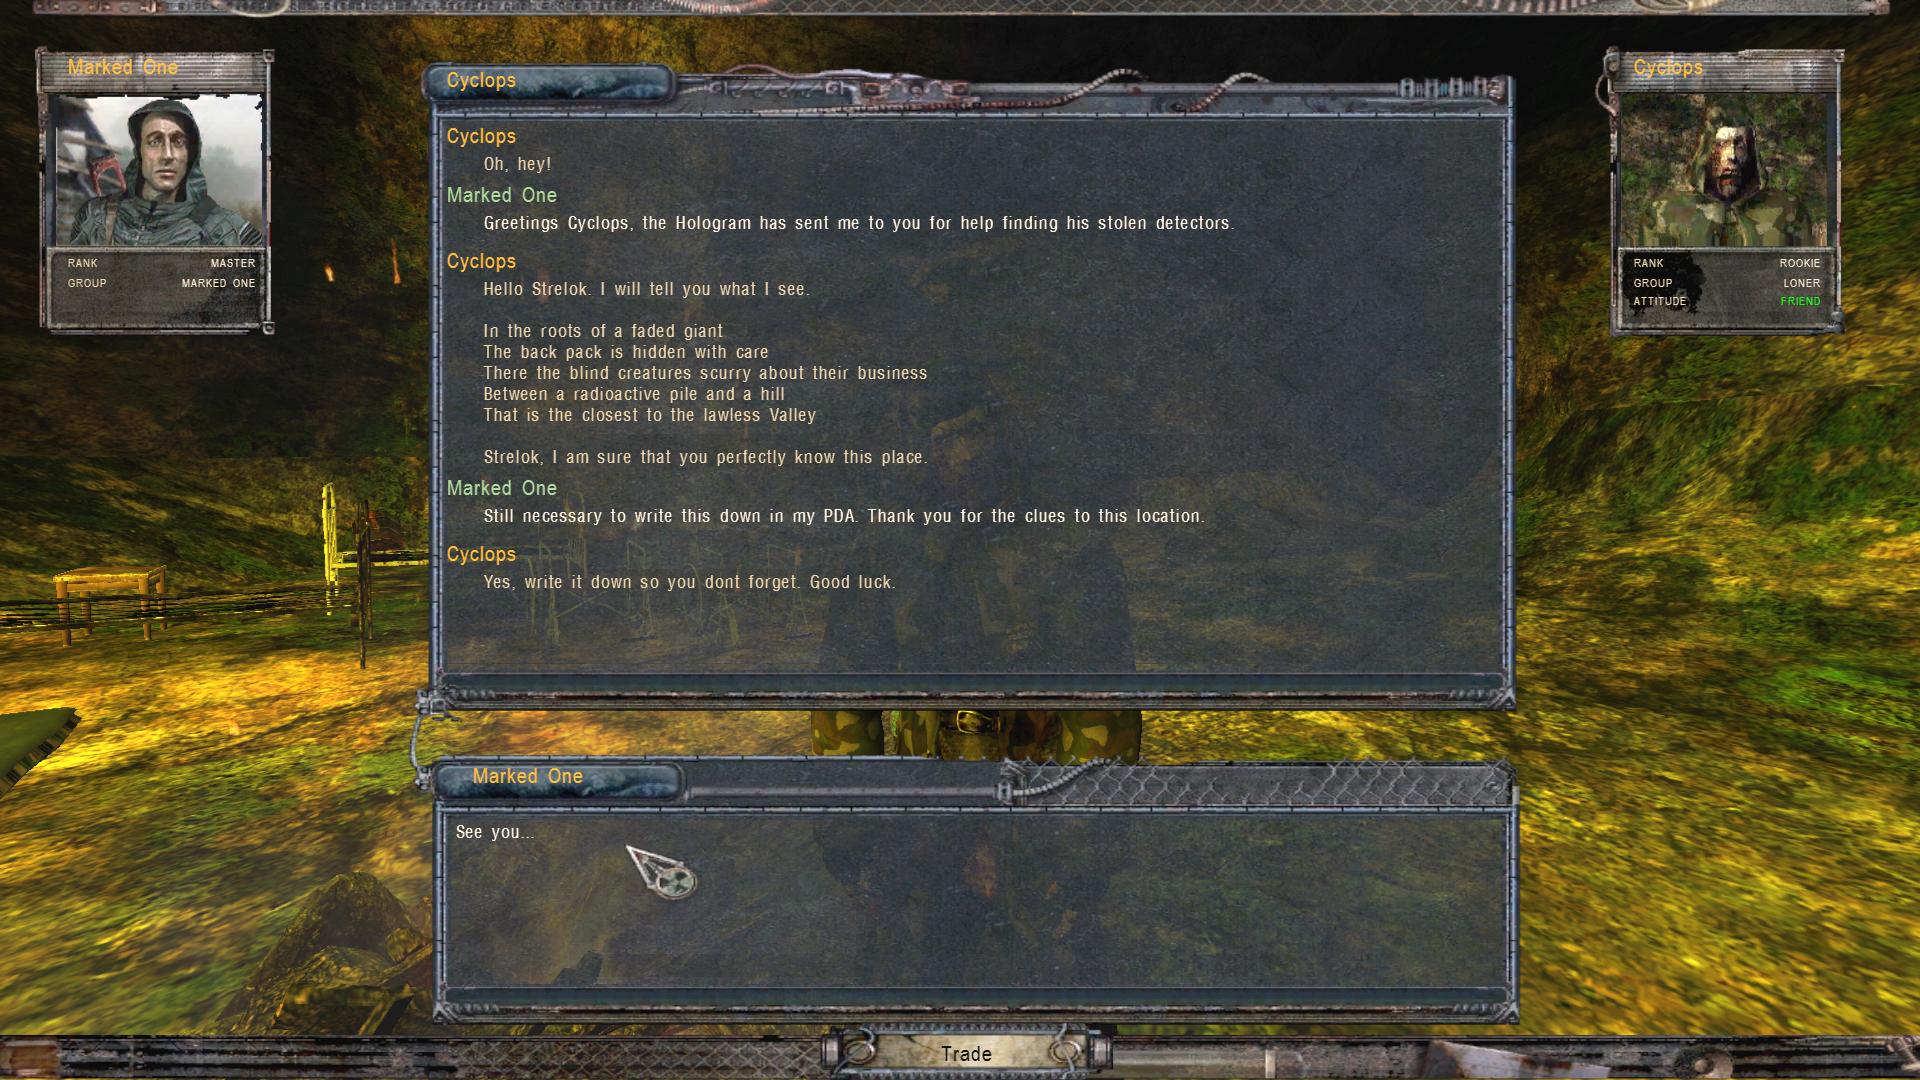 Marked One
RANK MASTER
GROUP MARKED ONE
Cyclops
Cyclops
Oh, hey!
Marked One
Greetings Cyclops, the Hologram has sent me to you for help finding his stolen detectors.
Cyclops
Hello Strelok. I will tell you what I see.
In the roots of a faded giant
The back pack is hidden with care
There the blind creatures scurry about their business
Between a radioactive pile and a hill
That is the closest to the lawless Valley
Strelok, I am sure that you perfectly know this place.
Marked One
Still necessary to write this down in my PDA. Thank you for the clues to this location.
Cyclops
Yes, write it down so you dont forget. Good luck.
Cyclops
RANK ROOKIE
GROUP LONER
ATTITUDE FRIEND
Marked One
See you...
Trade